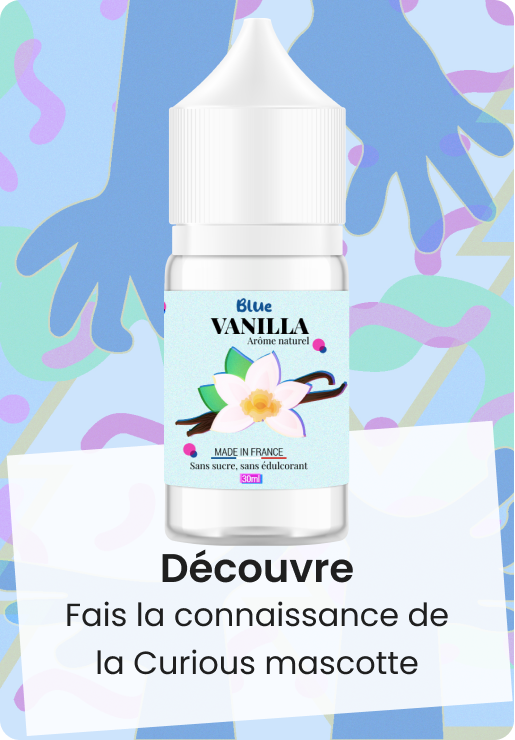 Blue
VANILLA
Arôme naturel
MADE IN FRANCE
Sans sucre, sans édulcorant
30ml
Découvre
Fais la connaissance de
la Curious mascotte